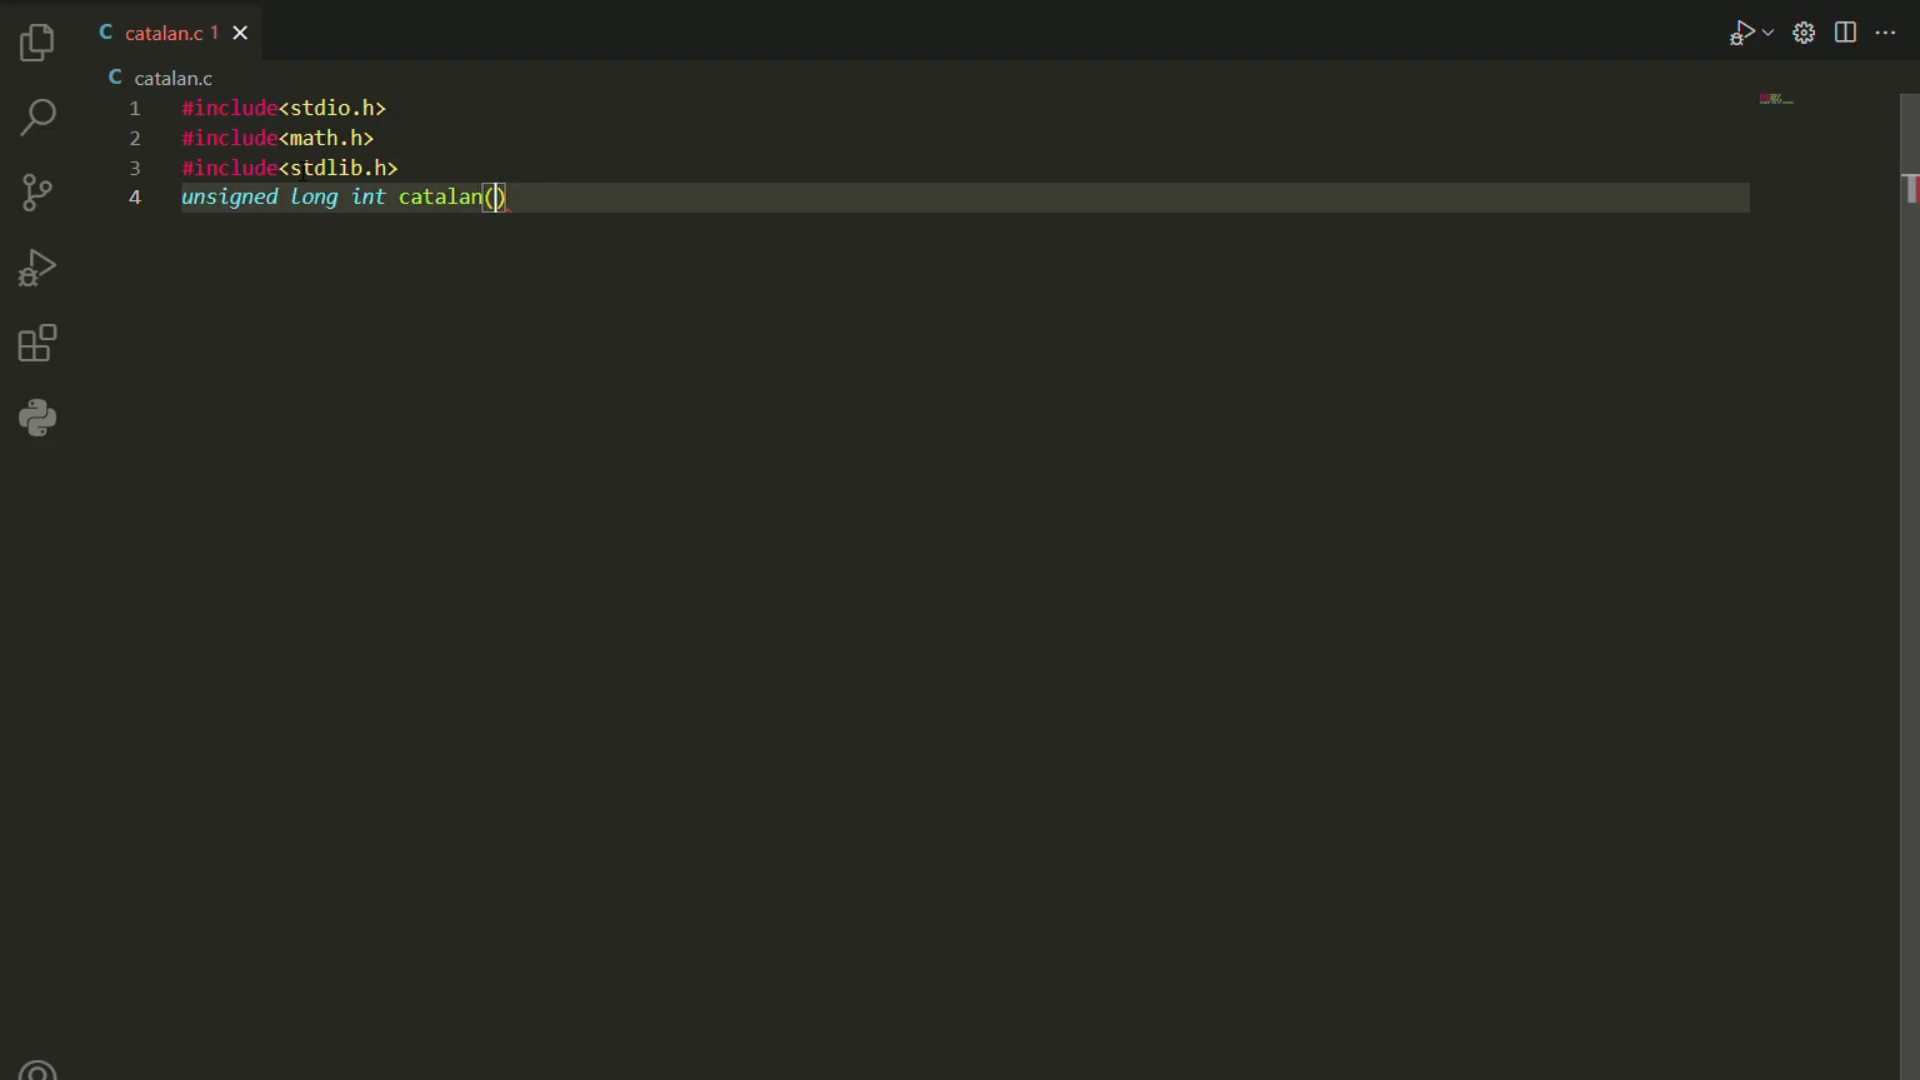 C catalan.c 1
C catalan.c
1 #include<stdio.h>
2 #include<math.h>
3 #include<stdlib.h>
4 unsigned long int catalan()